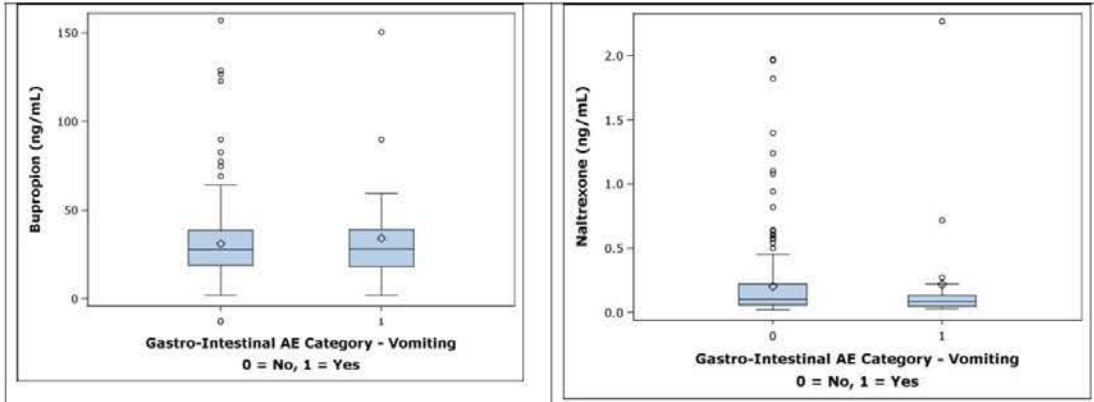 Bupropion (ng/mL)
150
100
50
0
0
1
Gastro-Intestinal AE Category - Vomiting
0 = No, 1 = Yes
Naltrexone (ng/mL)
2.0
1.5
1.0
0.5
0.0
0
1
Gastro-Intestinal AE Category - Vomiting
0 = No, 1 = Yes